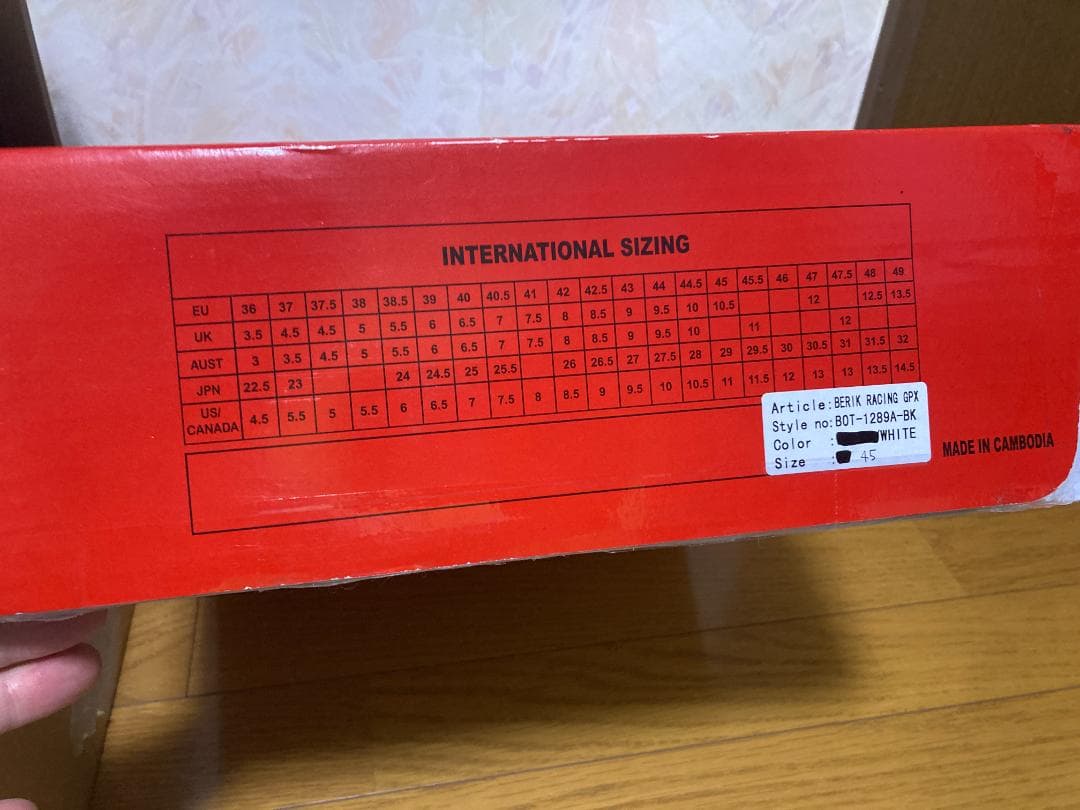 INTERNATIONAL SIZING
EU 36 37 37.5 38 38.5 39 40 40.5 41 42 42.5 43 44 44.5 45 45.5 46 47 47.5 48 49
UK 3.5 4.5 4.5 5 5.5 6 6.5 7 7.5 8 8.5 9 9.5 10 10.5 12 12.5 13.5
AUST 3 3.5 4.5 5 5.5 6 6.5 7 7.5 8 8.5 9 9.5 10 11 12
JPN 22.5 23 24 24.5 25 25.5 26 26.5 27 27.5 28 29 29.5 30 30.5 31 31.5 32
US/
CANADA 4.5 5.5 5 5.5 6 6.5 7 7.5 8 8.5 9 9.5 10 10.5 11 11.5 12 13 13 13.5 14.5
Article:BERIK RACING GPX
Style no:BOT-1289A-BK
Color : /WHITE
Size : 45
MADE IN CAMBODIA